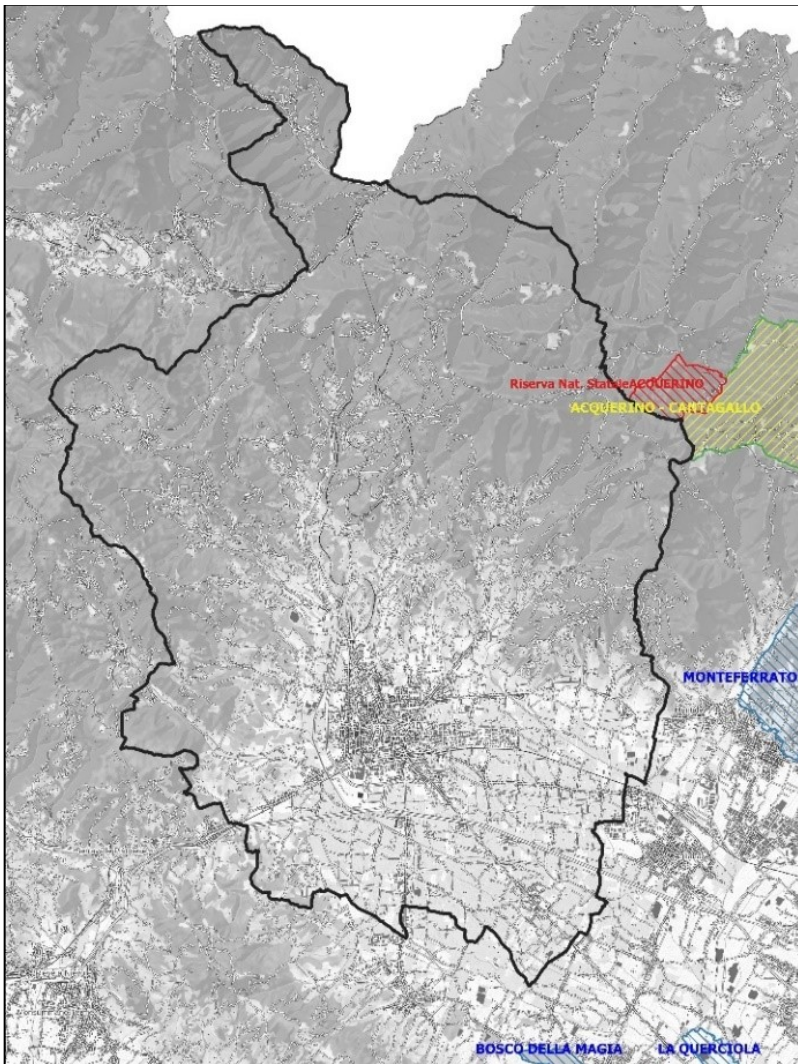 Riserva Nat. StataleACQUERINO
ACQUERINO - CANTAGALLO
MONTEFERRATO
BOSCO DELLA MAGIA
LA QUERCIOLA